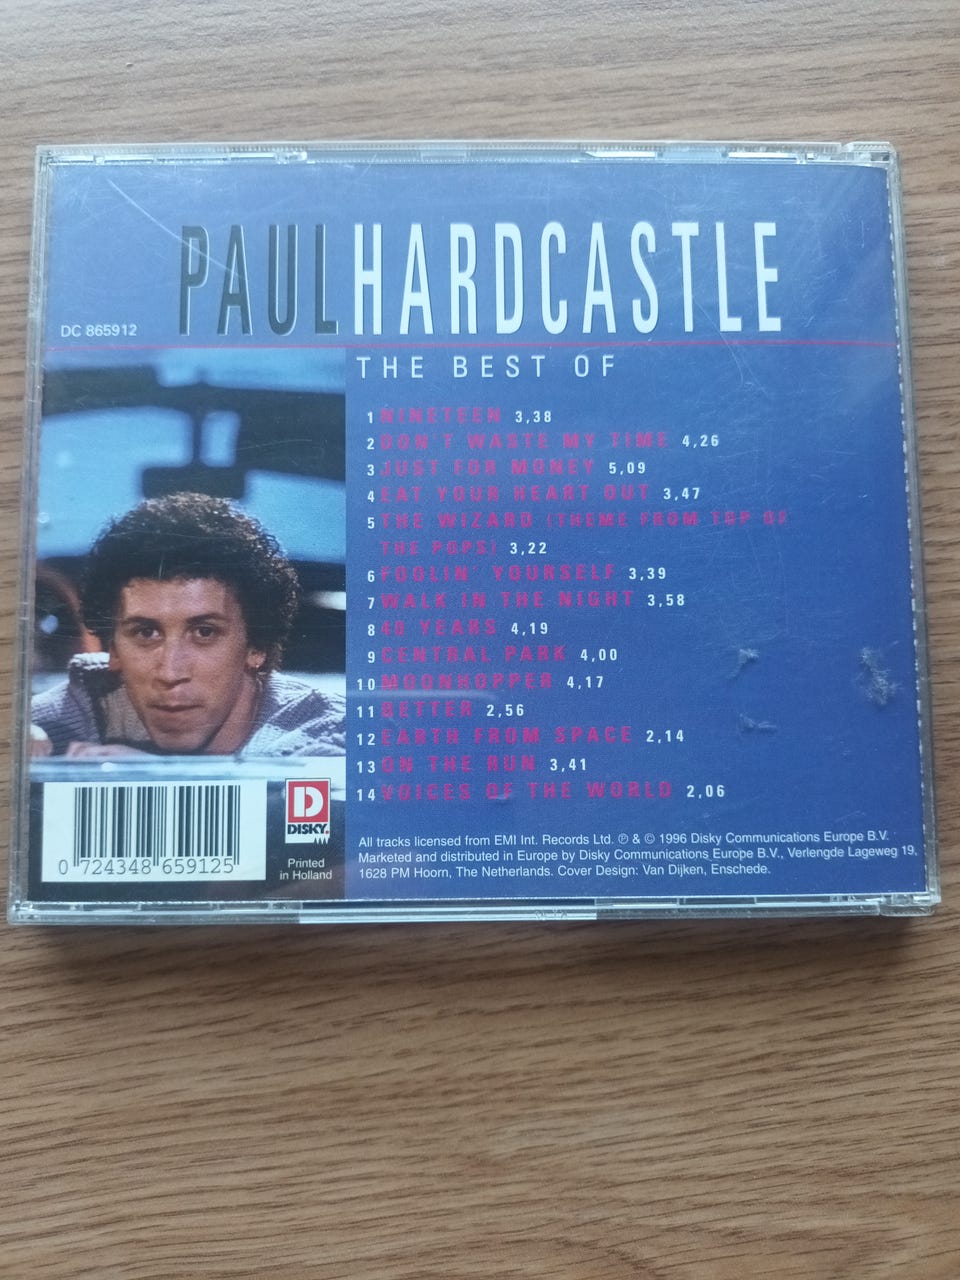 PAUL HARDCASTLE
DC 865912
THE BEST OF
1 NINETEEN 3,38
2 DON'T WASTE MY TIME 4,26
3 JUST FOR MONEY 5,09
4 EAT YOUR HEART OUT 3,47
5 THE WIZARD (THEME FROM TOP OF
THE POPS) 3,22
6 FOOLIN' YOURSELF 3,39
7 WALK IN THE NIGHT 3,58
8 40 YEARS 4,19
9 CENTRAL PARK 4,00
10 MOONHOPPER 4,17
11 BETTER 2,56
12 EARTH FROM SPACE 2,14
13 ON THE RUN 3,41
14 VOICES OF THE WORLD 2,06
0 724348 659125
D
DISKY.
Printed
in Holland
All tracks licensed from EMI Int. Records Ltd. ℗ & © 1996 Disky Communications Europe B.V.
Marketed and distributed in Europe by Disky Communications Europe B.V., Verlengde Lageweg 19,
1628 PM Hoorn, The Netherlands. Cover Design: Van Dijken, Enschede.